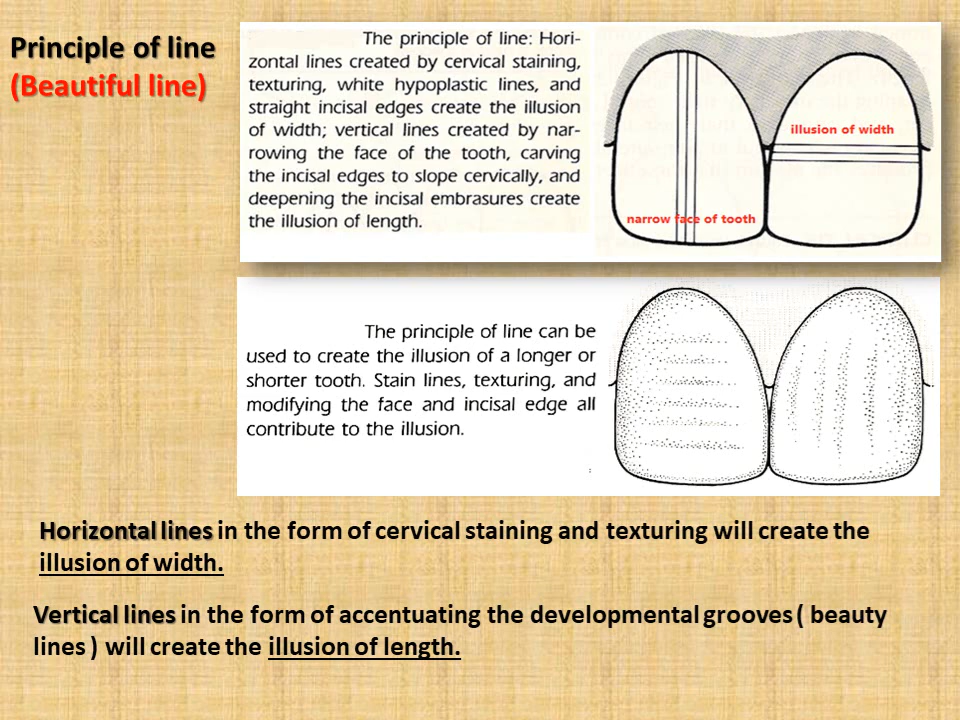 Principle of line
(Beautiful line)
The principle of line: Hori-
zontal lines created by cervical staining,
texturing, white hypoplastic lines, and
straight incisal edges create the illusion
of width; vertical lines created by nar-
rowing the face of the tooth, carving
the incisal edges to slope cervically, and
deepening the incisal embrasures create
the illusion of length.
illusion of width
narrow face of tooth
The principle of line can be
used to create the illusion of a longer or
shorter tooth. Stain lines, texturing, and
modifying the face and incisal edge all
contribute to the illusion.
Horizontal lines in the form of cervical staining and texturing will create the
illusion of width.
Vertical lines in the form of accentuating the developmental grooves ( beauty
lines ) will create the illusion of length.